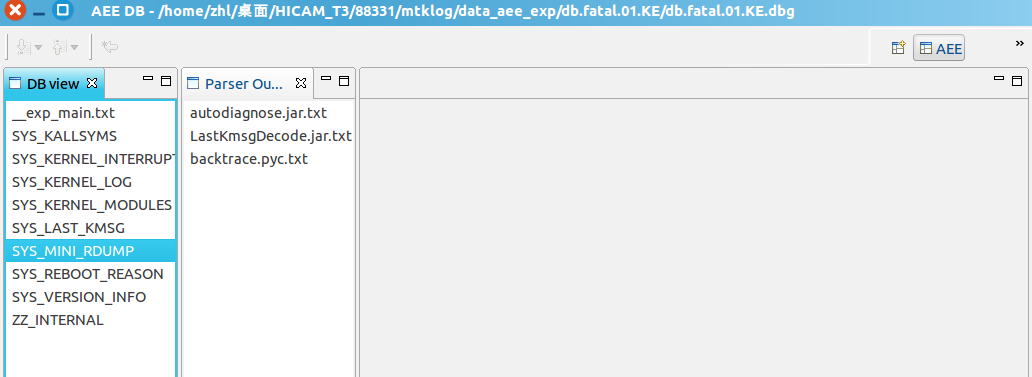 AEE DB - /home/zhl/桌面/HICAM_T3/88331/mtklog/data_aee_exp/db.fatal.01.KE/db.fatal.01.KE.dbg
AEE
»
DB view
Parser Ou...
__exp_main.txt
SYS_KALLSYMS
SYS_KERNEL_INTERRUPT
SYS_KERNEL_LOG
SYS_KERNEL_MODULES
SYS_LAST_KMSG
SYS_MINI_RDUMP
SYS_REBOOT_REASON
SYS_VERSION_INFO
ZZ_INTERNAL
autodiagnose.jar.txt
LastKmsgDecode.jar.txt
backtrace.pyc.txt